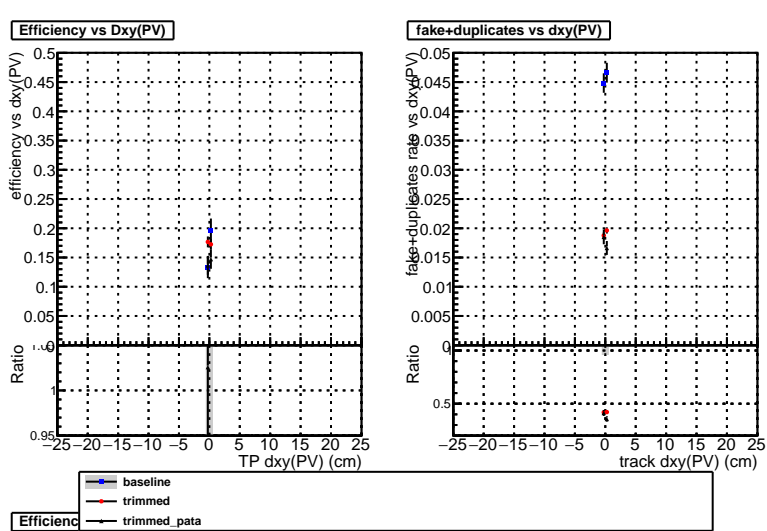 Efficiency vs Dxy(PV)
fake+duplicates vs dxy(PV)
efficiency vs dxy(PV)
0.5
0.45
0.4
0.35
0.3
0.25
0.2
0.15
0.1
0.05
0
fake+duplicates rate vs dxy(PV)
0.05
0.045
0.04
0.035
0.03
0.025
0.02
0.015
0.01
0.005
0
Ratio
1
0.95
Ratio
1
0.5
−25 −20 −15 −10 −5 0 5 10 15 20 25
TP dxy(PV) (cm)
−25 −20 −15 −10 −5 0 5 10 15 20 25
track dxy(PV) (cm)
baseline
trimmed
trimmed_pata
Efficienc